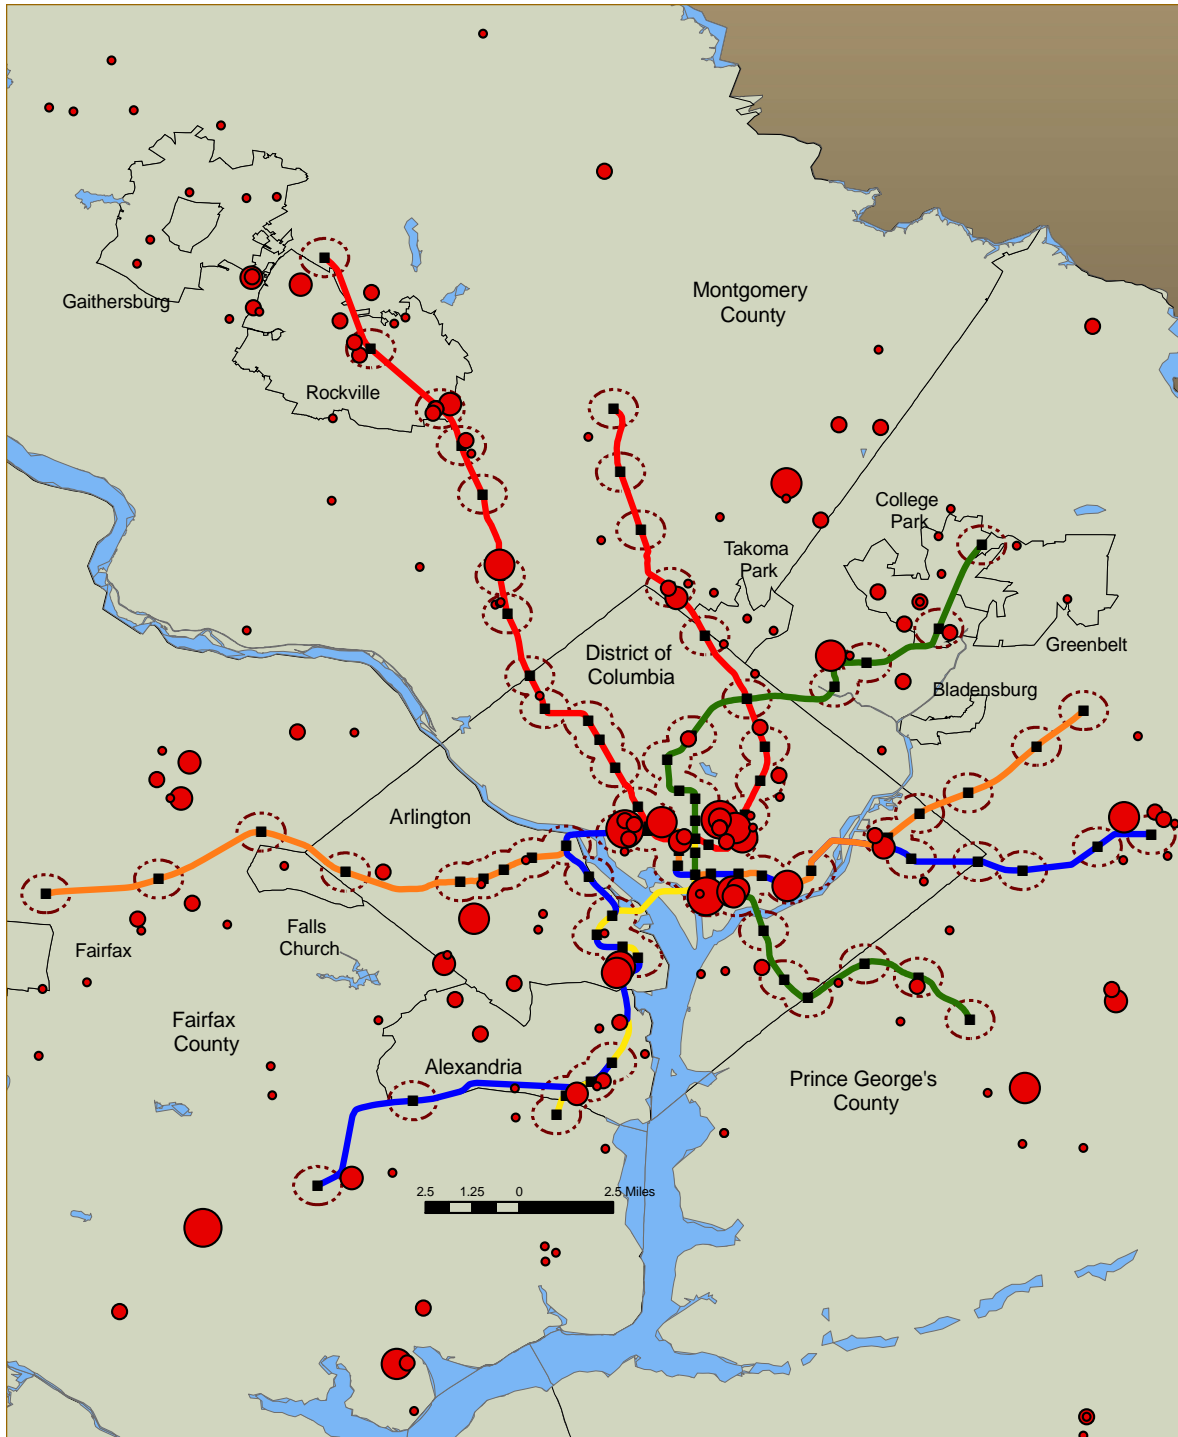 Montgomery
County
Gaithersburg
Rockville
College
Park
Takoma
Park
Greenbelt
District of
Columbia
Bladensburg
Arlington
Falls
Church
Fairfax
Fairfax
County
Alexandria
Prince George's
County
2.5 1.25 0 2.5 Miles